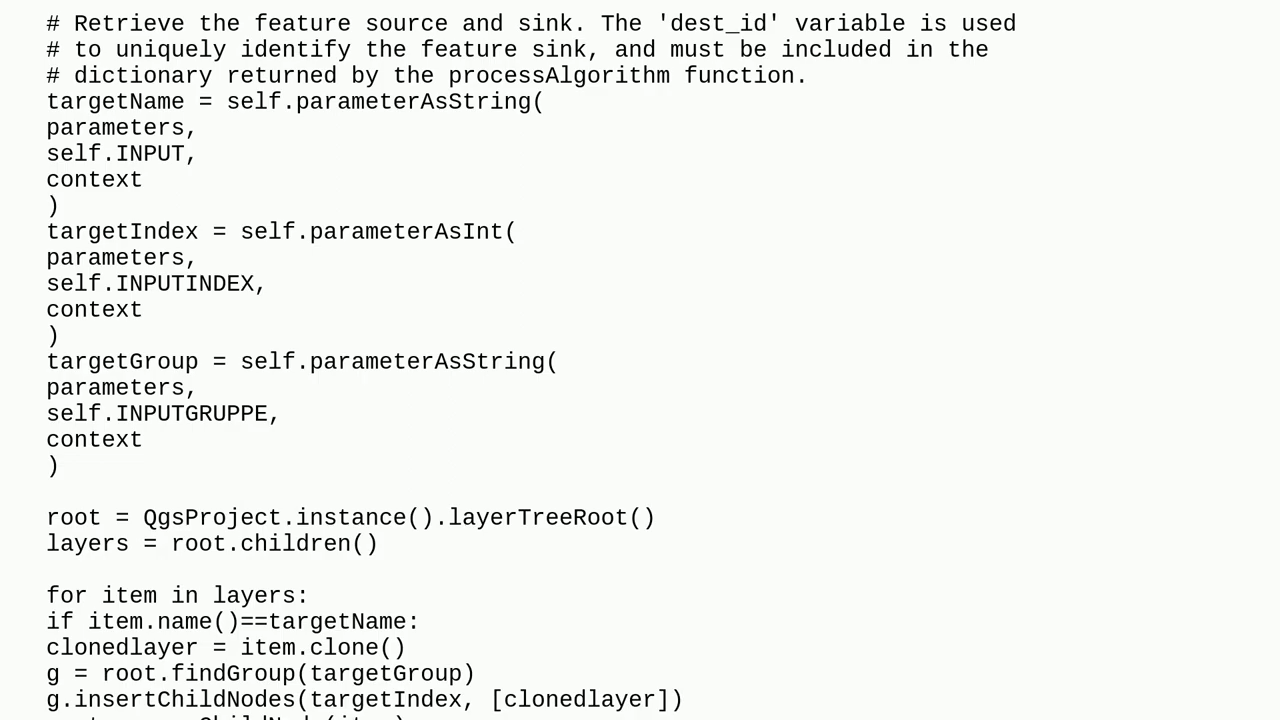 # Retrieve the feature source and sink. The 'dest_id' variable is used
# to uniquely identify the feature sink, and must be included in the
# dictionary returned by the processAlgorithm function.
targetName = self.parameterAsString(
parameters,
self.INPUT,
context
)
targetIndex = self.parameterAsInt(
parameters,
self.INPUTINDEX,
context
)
targetGroup = self.parameterAsString(
parameters,
self.INPUTGRUPPE,
context
)
root = QgsProject.instance().layerTreeRoot()
layers = root.children()
for item in layers:
if item.name()==targetName:
clonedlayer = item.clone()
g = root.findGroup(targetGroup)
g.insertChildNodes(targetIndex, [clonedlayer])